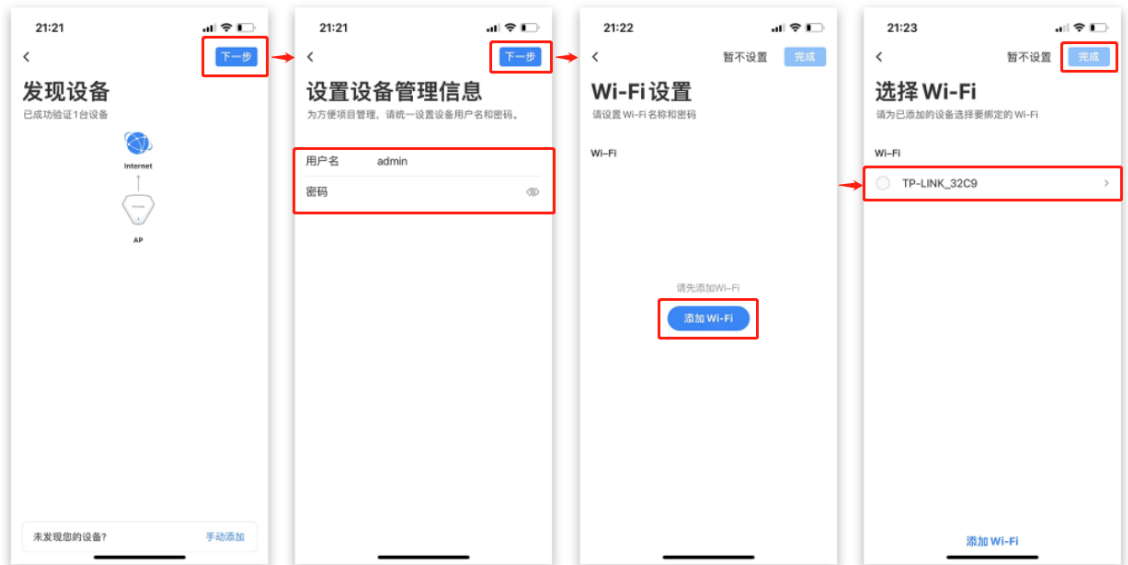 21:21
下一步
发现设备
已成功验证1台设备
Internet
AP
未发现您的设备?
手动添加
21:21
下一步
设置设备管理信息
为方便项目管理，请统一设置设备用户名和密码。
用户名 admin
密码
21:22
暂不设置 完成
Wi-Fi 设置
请设置 Wi-Fi 名称和密码
Wi-Fi
请先添加Wi-Fi
添加 Wi-Fi
21:23
暂不设置 完成
选择 Wi-Fi
请为已添加的设备选择要绑定的 Wi-Fi
Wi-Fi
TP-LINK_32C9
添加 Wi-Fi